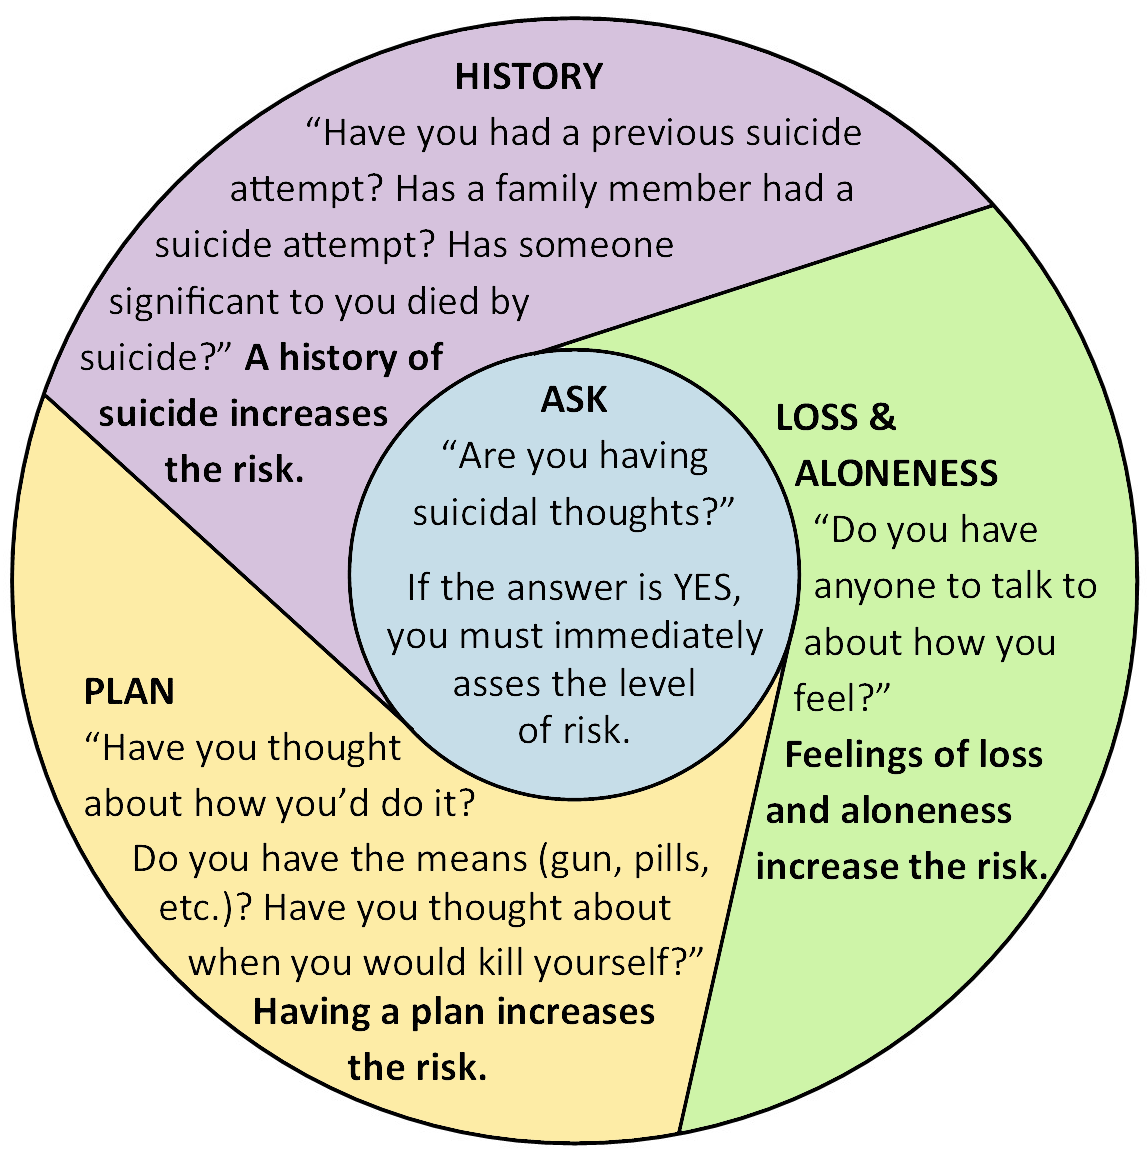 HISTORY
“Have you had a previous suicide
attempt? Has a family member had a
suicide attempt? Has someone
significant to you died by
suicide?” A history of
suicide increases
the risk.
ASK
“Are you having
suicidal thoughts?”
If the answer is YES,
you must immediately
asses the level
of risk.
LOSS &
ALONENESS
“Do you have
anyone to talk to
about how you
feel?”
Feelings of loss
and aloneness
increase the risk.
PLAN
“Have you thought
about how you’d do it?
Do you have the means (gun, pills,
etc.)? Have you thought about
when you would kill yourself?”
Having a plan increases
the risk.